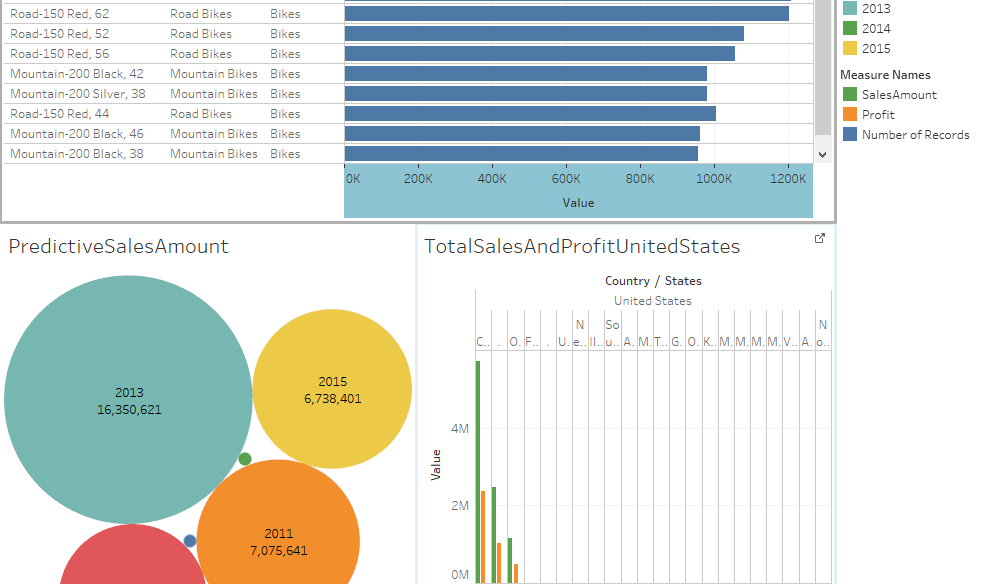 Road-150 Red, 62 Road Bikes Bikes
Road-150 Red, 52 Road Bikes Bikes
Road-150 Red, 56 Road Bikes Bikes
Mountain-200 Black, 42 Mountain Bikes Bikes
Mountain-200 Silver, 38 Mountain Bikes Bikes
Road-150 Red, 44 Road Bikes Bikes
Mountain-200 Black, 46 Mountain Bikes Bikes
Mountain-200 Black, 38 Mountain Bikes Bikes
0K 200K 400K 600K 800K 1000K 1200K
Value
2013
2014
2015
Measure Names
SalesAmount
Profit
Number of Records
PredictiveSalesAmount
2013
16,350,621
2015
6,738,401
2011
7,075,641
TotalSalesAndProfitUnitedStates
Country / States
United States
N So N
C.. . O. F.. . U. e.. Il.. u.. A. M. T.. G. O. K.. M. M. M. M. V.. A. o..
4M
Value
2M
0M